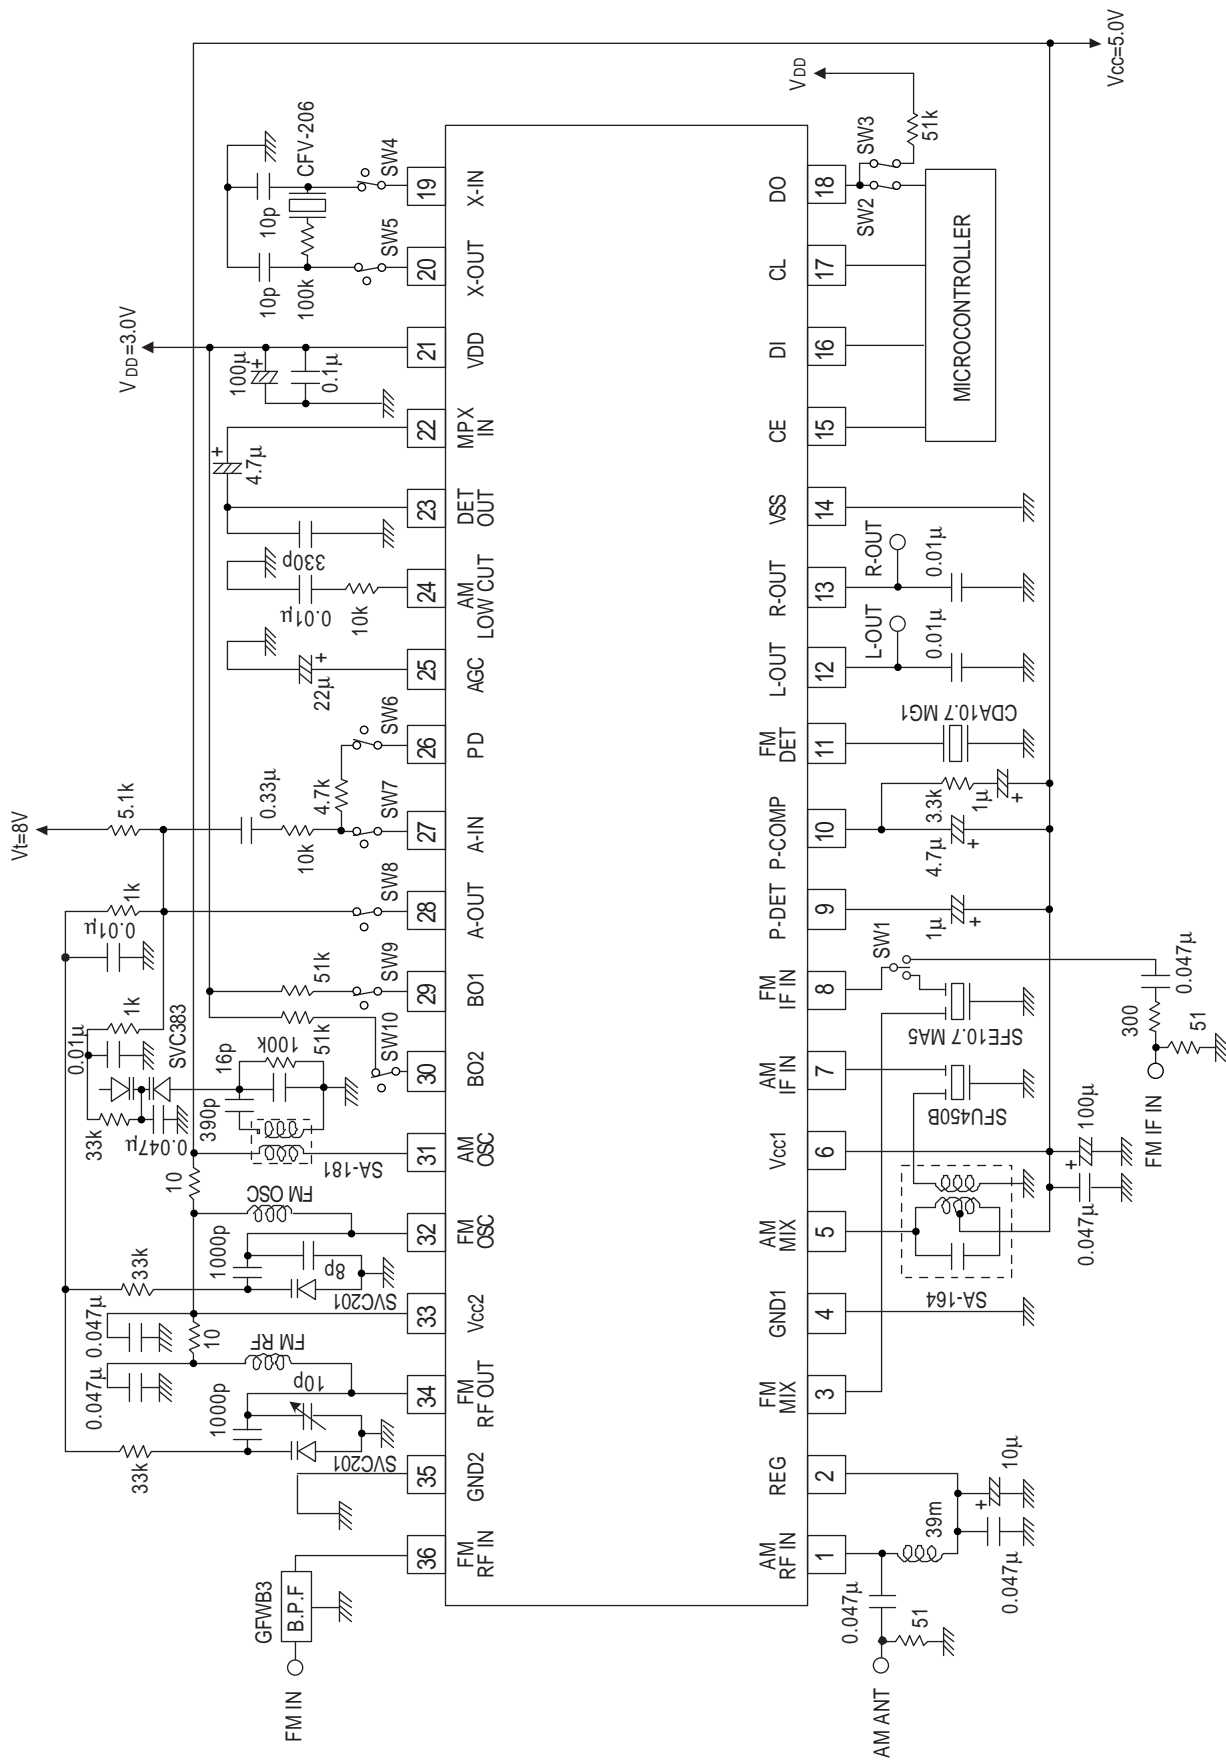 FM IN
GFWB3
B.P.F
33k
0.047µ
1000p
SVC201
10p
FM RF
10
0.047µ
33k
1000p
SVC201
8p
FM OSC
10
33k
0.047µ
0.01µ
SVC383
1k
390p
16p
100k
SA-181
51k
SW10
51k
SW9
0.01µ
1k
SW8
Vt=8V
5.1k
0.33µ
10k
4.7k
SW7
SW6
22µ
+
0.01µ
10k
330p
4.7µ
+
VDD=3.0V
100µ
+
0.1µ
10p
10p
100k
CFV-206
SW5
SW4
36
35
34
33
32
31
30
29
28
27
26
25
24
23
22
21
20
19
FM
RF IN
GND2
FM
RF OUT
Vcc2
FM
OSC
AM
OSC
BO2
BO1
A-OUT
A-IN
PD
AGC
AM
LOW CUT
DET
OUT
MPX
IN
VDD
X-OUT
X-IN
AM
RF IN
REG
FM
MIX
GND1
AM
MIX
Vcc1
AM
IF IN
FM
IF IN
P-DET
P-COMP
FM
DET
L-OUT
R-OUT
VSS
CE
DI
CL
DO
1
2
3
4
5
6
7
8
9
10
11
12
13
14
15
16
17
18
AM ANT
0.047µ
51
39m
0.047µ
10µ
+
SA-164
0.047µ
100µ
+
SFU450B
SFE10.7 MA5
SW1
FM IF IN
300
51
0.047µ
1µ
+
4.7µ
+
3.3k
1µ
+
CDA10.7 MG1
L-OUT
0.01µ
R-OUT
0.01µ
MICROCONTROLLER
SW2
SW3
51k
VDD
Vcc=5.0V